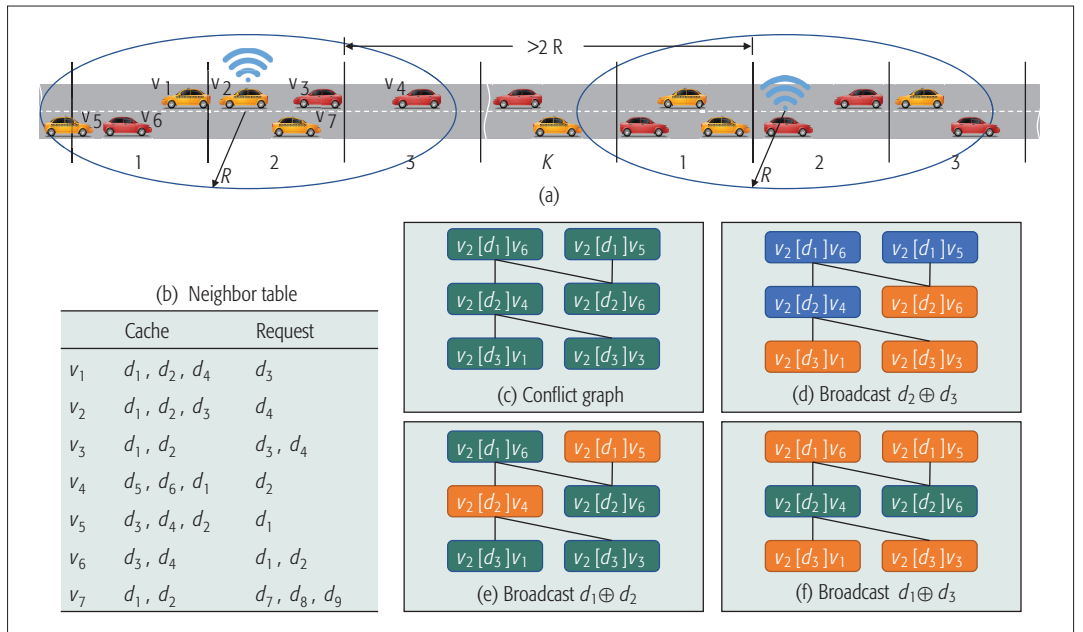 >2 R
v1 v2 v3 v4
v5 v6 v7
1 2 3 K 1 2 3
R R
(a)
(b) Neighbor table
Cache Request
v1 d1, d2, d4 d3
v2 d1, d2, d3 d4
v3 d1, d2 d3, d4
v4 d5, d6, d1 d2
v5 d3, d4, d2 d1
v6 d3, d4 d1, d2
v7 d1, d2 d7, d8, d9
v2 [d1]v6 v2 [d1]v5
v2 [d2]v4 v2 [d2]v6
v2 [d3]v1 v2 [d3]v3
(c) Conflict graph
v2 [d1]v6 v2 [d1]v5
v2 [d2]v4 v2 [d2]v6
v2 [d3]v1 v2 [d3]v3
(d) Broadcast d2 ⊕ d3
v2 [d1]v6 v2 [d1]v5
v2 [d2]v4 v2 [d2]v6
v2 [d3]v1 v2 [d3]v3
(e) Broadcast d1 ⊕ d2
v2 [d1]v6 v2 [d1]v5
v2 [d2]v4 v2 [d2]v6
v2 [d3]v1 v2 [d3]v3
(f) Broadcast d1 ⊕ d3